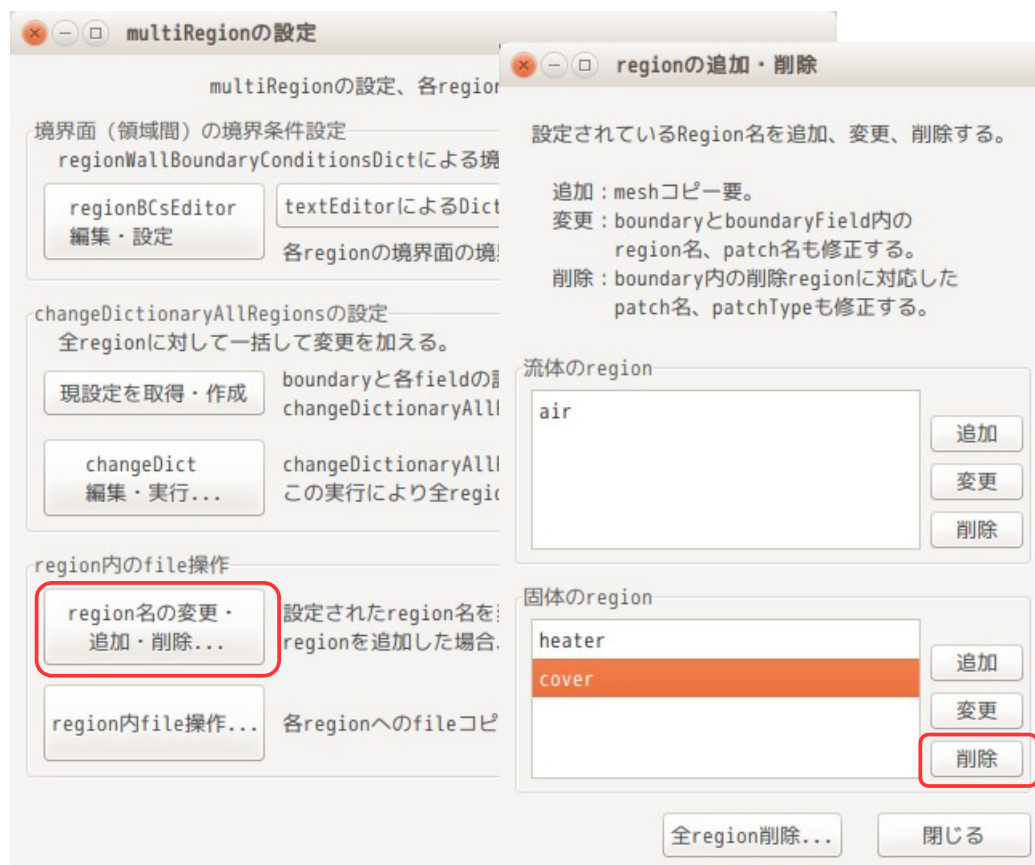 multiRegionの設定
multiRegionの設定、各region
境界面（領域間）の境界条件設定
regionWallBoundaryConditionsDictによる境
regionBCsEditor
編集・設定
textEditorによるDict
各regionの境界面の境
changeDictionaryAllRegionsの設定
全regionに対して一括して変更を加える。
現設定を取得・作成
boundaryと各fieldの
changeDictionaryAll
changeDict
編集・実行...
changeDictionaryAll
この実行により全regio
region内のfile操作
region名の変更・
追加・削除...
設定されたregion名を
regionを追加した場合、
region内file操作...
各regionへのfileコピ
regionの追加・削除
設定されているRegion名を追加、変更、削除する。
追加：meshコピー要。
変更：boundaryとboundaryField内の
region名、patch名も修正する。
削除：boundary内の削除regionに対応した
patch名、patchTypeも修正する。
流体のregion
air
追加
変更
削除
固体のregion
heater
cover
追加
変更
削除
全region削除...
閉じる